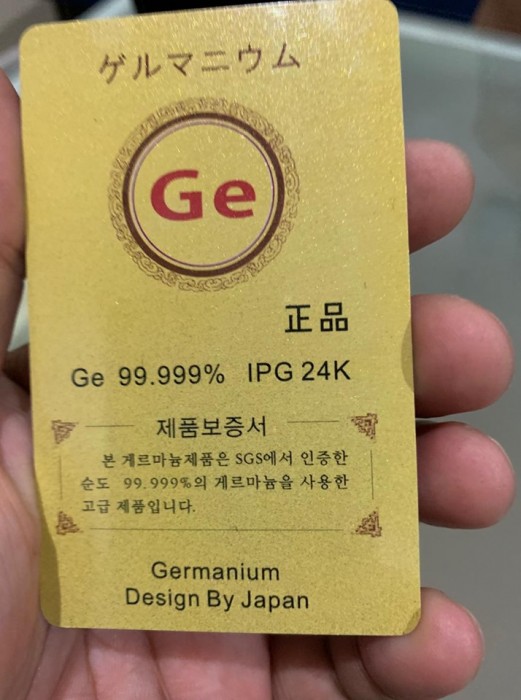 ゲルマニウム
Ge
正品
Ge 99.999% IPG 24K
제품보증서
본 게르마늄제품은 SGS에서 인증한
순도 99.999%의 게르마늄을 사용한
고급 제품입니다.
Germanium
Design By Japan